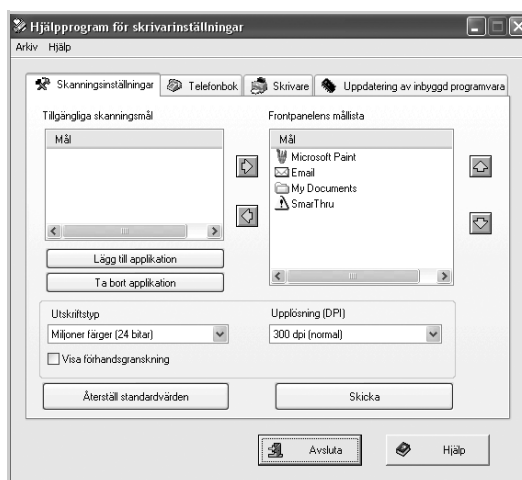 Hjälpprogram för skrivarinställningar
Arkiv Hjälp
Skanningsinställningar Telefonbok Skrivare Uppdatering av inbyggd programvara
Tillgängliga skanningsmål
Mål
Lägg till applikation
Ta bort applikation
Frontpanelens mållista
Mål
Microsoft Paint
Email
My Documents
SmarThru
Utskriftstyp
Miljoner färger (24 bitar)
Upplösning (DPI)
300 dpi (normal)
Visa förhandsgranskning
Återställ standardvärden
Skicka
Avsluta
Hjälp